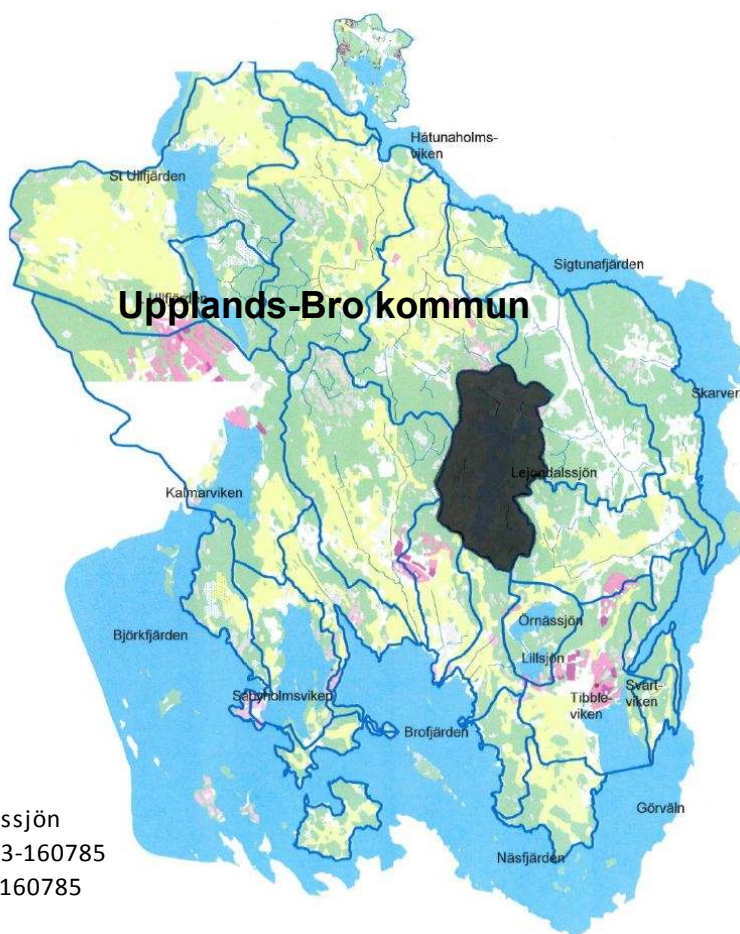 Håtunaholms-
viken
St Ullfjärden
Sigtunafjärden
Ullfjärden
Upplands-Bro kommun
Skarven
Lejondalssjön
Kalmarviken
Örnässjön
Björkfjärden
Lillsjön
Svart-
viken
Säbyholmsviken
Tibble-
viken
Brofjärden
Görväln
ssjön
3-160785
160785
Näsfjärden